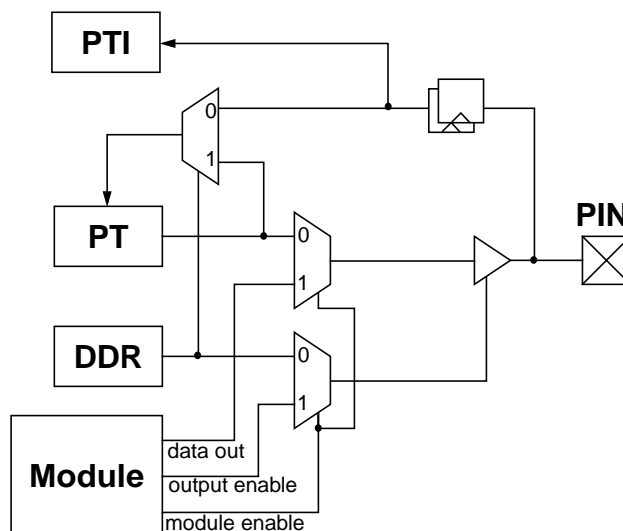 PTI
0
1
PT
PIN
0
1
DDR
0
1
Module
data out
output enable
module enable